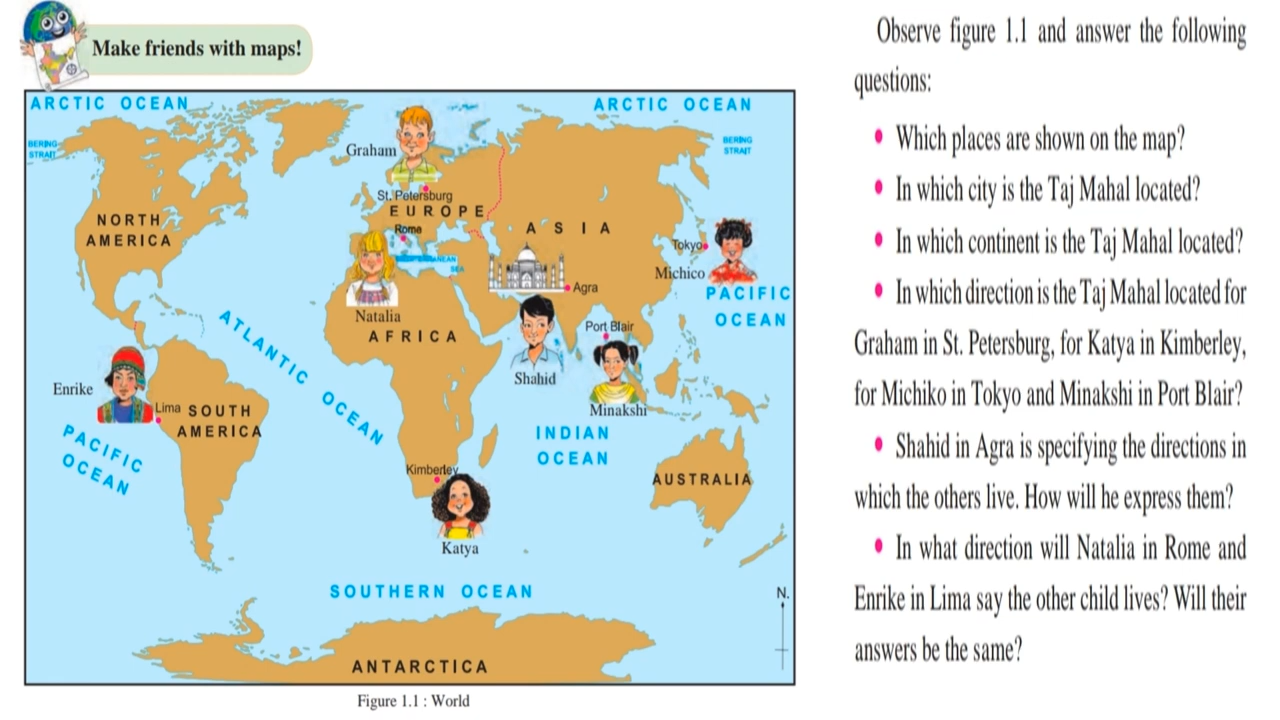 Make friends with maps!
ARCTIC OCEAN
ARCTIC OCEAN
BERING
STRAIT
BERING
STRAIT
Graham
St. Petersburg
EUROPE
NORTH
AMERICA
ASIA
Rome
Tokyo
MEDITERRANEAN
SEA
Michico
Agra
PACIFIC
OCEAN
Natalia
AFRICA
ATLANTIC OCEAN
Port Blair
Shahid
Enrike
Minakshi
Lima
SOUTH
AMERICA
PACIFIC
OCEAN
INDIAN
OCEAN
Kimberley
AUSTRALIA
Katya
SOUTHERN OCEAN
N.
ANTARCTICA
Figure 1.1 : World
Observe figure 1.1 and answer the following
questions:
• Which places are shown on the map?
• In which city is the Taj Mahal located?
• In which continent is the Taj Mahal located?
• In which direction is the Taj Mahal located for
Graham in St. Petersburg, for Katya in Kimberley,
for Michiko in Tokyo and Minakshi in Port Blair?
• Shahid in Agra is specifying the directions in
which the others live. How will he express them?
• In what direction will Natalia in Rome and
Enrike in Lima say the other child lives? Will their
answers be the same?